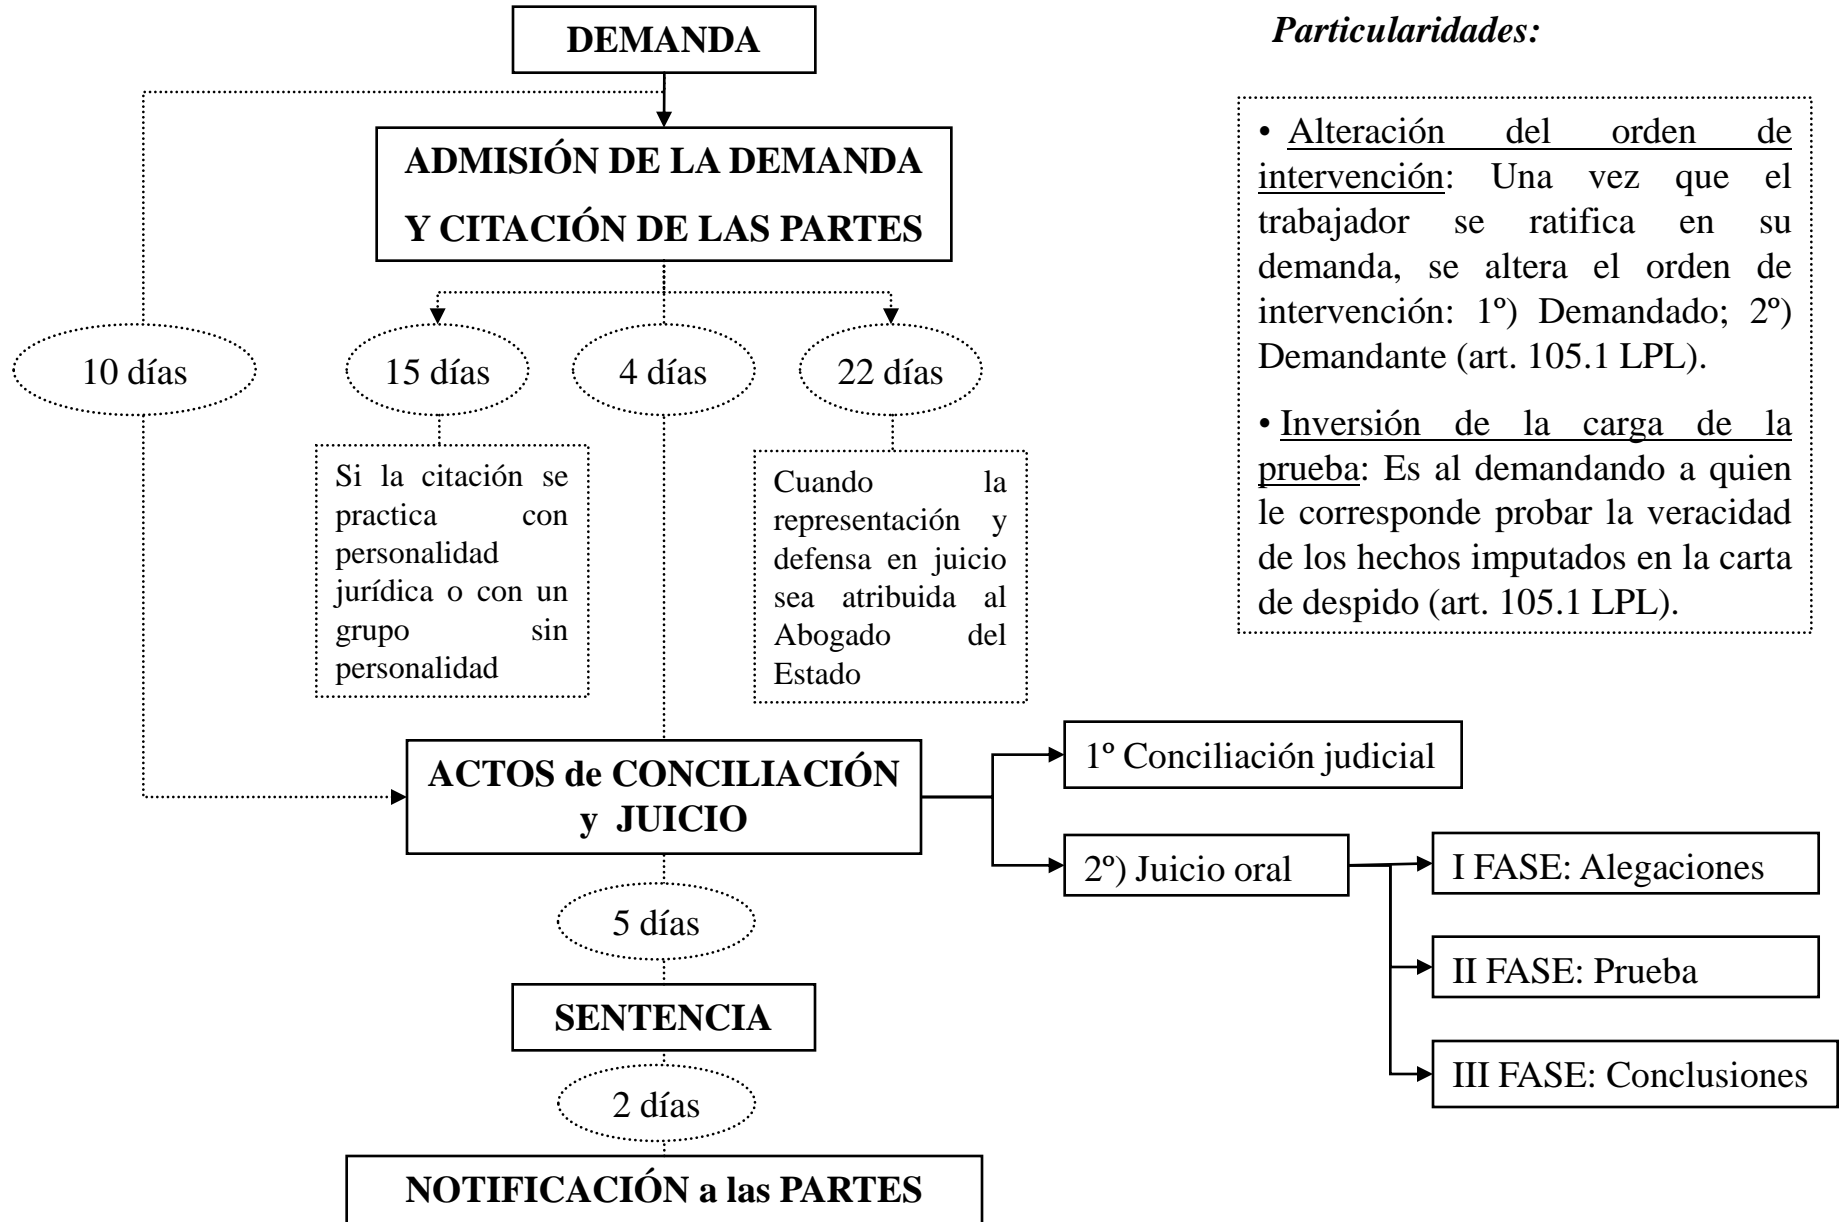 DEMANDA
Particularidades:
ADMISIÓN DE LA DEMANDA
Y CITACIÓN DE LAS PARTES
• Alteración del orden de
intervención: Una vez que el
trabajador se ratifica en su
demanda, se altera el orden de
intervención: 1º) Demandado; 2º)
Demandante (art. 105.1 LPL).
• Inversión de la carga de la
prueba: Es al demandando a quien
le corresponde probar la veracidad
de los hechos imputados en la carta
de despido (art. 105.1 LPL).
10 días
15 días
4 días
22 días
Si la citación se
practica con
personalidad
jurídica o con un
grupo sin
personalidad
Cuando la
representación y
defensa en juicio
sea atribuida al
Abogado del
Estado
ACTOS de CONCILIACIÓN
y JUICIO
1º Conciliación judicial
2º) Juicio oral
I FASE: Alegaciones
II FASE: Prueba
III FASE: Conclusiones
5 días
SENTENCIA
2 días
NOTIFICACIÓN a las PARTES